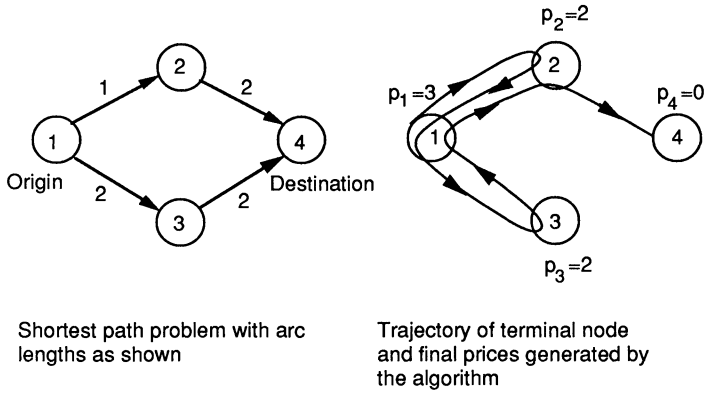 p₂=2
2
2
1
2
p₁=3
p₄=0
1
4
1
4
Origin
Destination
2
2
3
3
p₃=2
Shortest path problem with arc
lengths as shown
Trajectory of terminal node
and final prices generated by
the algorithm